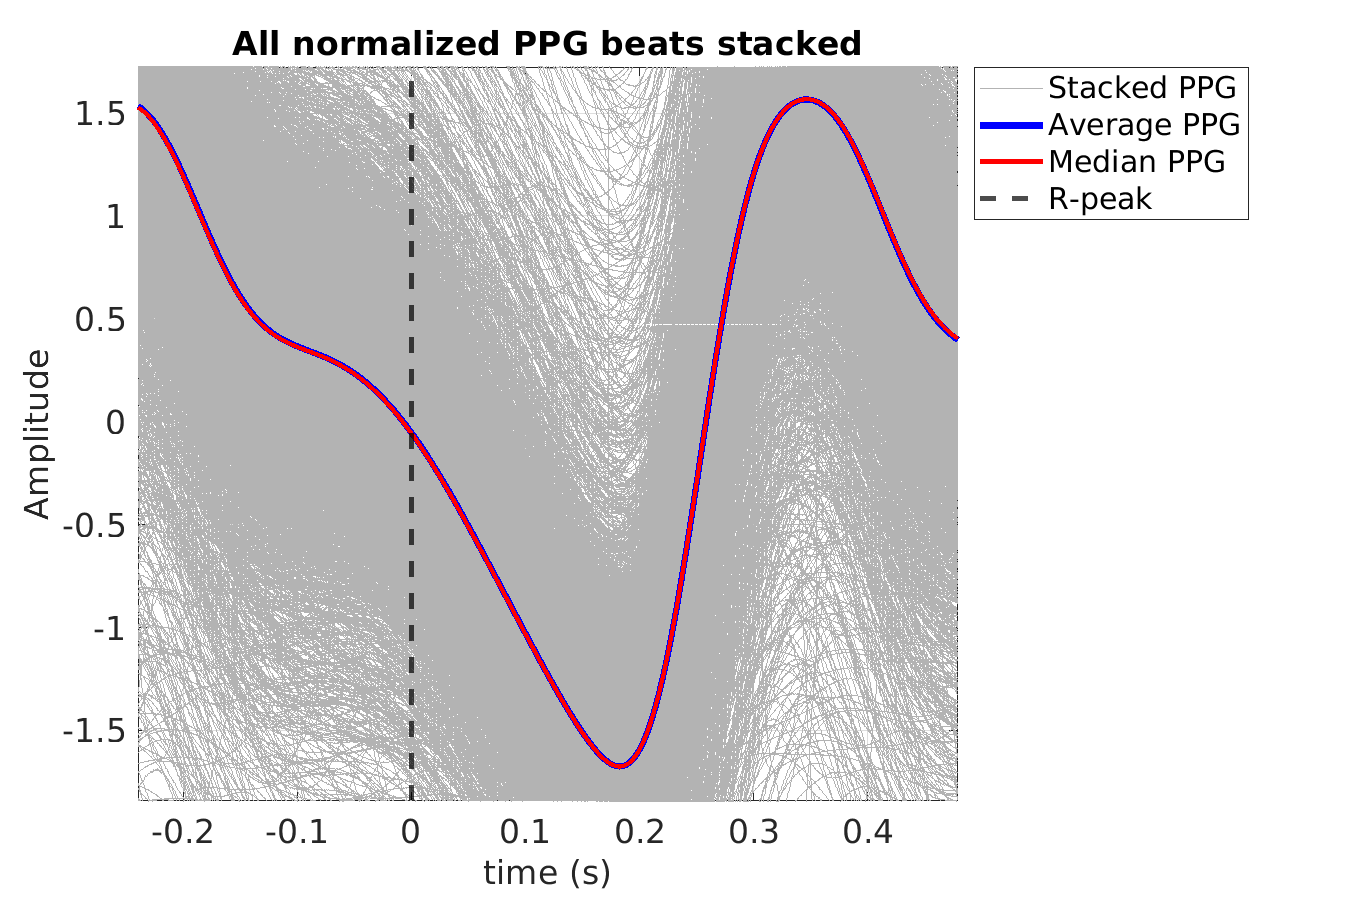 All normalized PPG beats stacked
Stacked PPG
Average PPG
Median PPG
R-peak
Amplitude
1.5
1
0.5
0
-0.5
-1
-1.5
-0.2
-0.1
0
0.1
0.2
0.3
0.4
time (s)